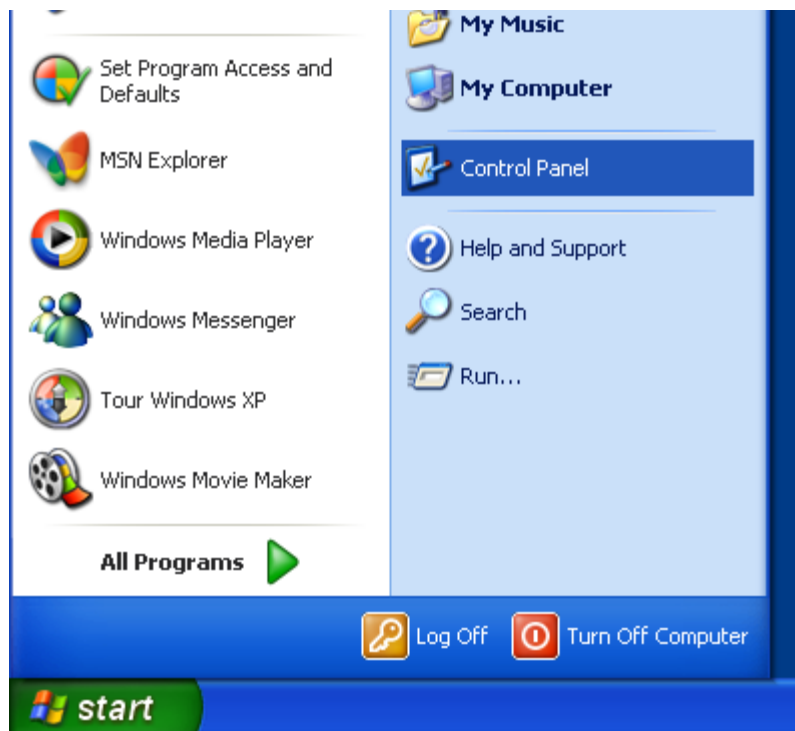 Set Program Access and
Defaults
MSN Explorer
Windows Media Player
Windows Messenger
Tour Windows XP
Windows Movie Maker
All Programs
My Music
My Computer
Control Panel
Help and Support
Search
Run...
Log Off
Turn Off Computer
start